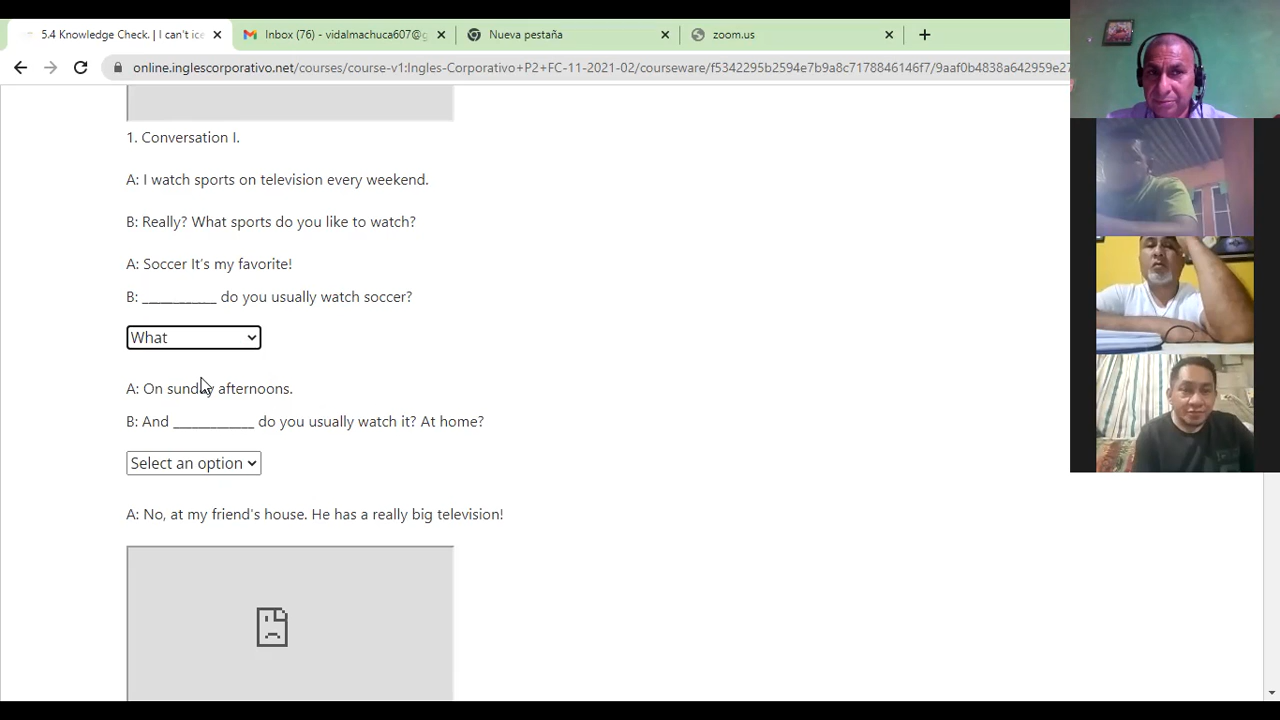 5.4 Knowledge Check. | I can't ice
Inbox (76) - vidalmachuca607@g
Nueva pestaña
zoom.us
online.inglescorporativo.net/courses/course-v1:Ingles-Corporativo+P2+FC-11-2021-02/courseware/f5342295b2594e7b9a8c7178846146f7/9aaf0b4838a642959e27
1. Conversation I.
A: I watch sports on television every weekend.
B: Really? What sports do you like to watch?
A: Soccer It's my favorite!
B: ___________ do you usually watch soccer?
What
A: On sunday afternoons.
B: And ____________ do you usually watch it? At home?
Select an option
A: No, at my friend's house. He has a really big television!